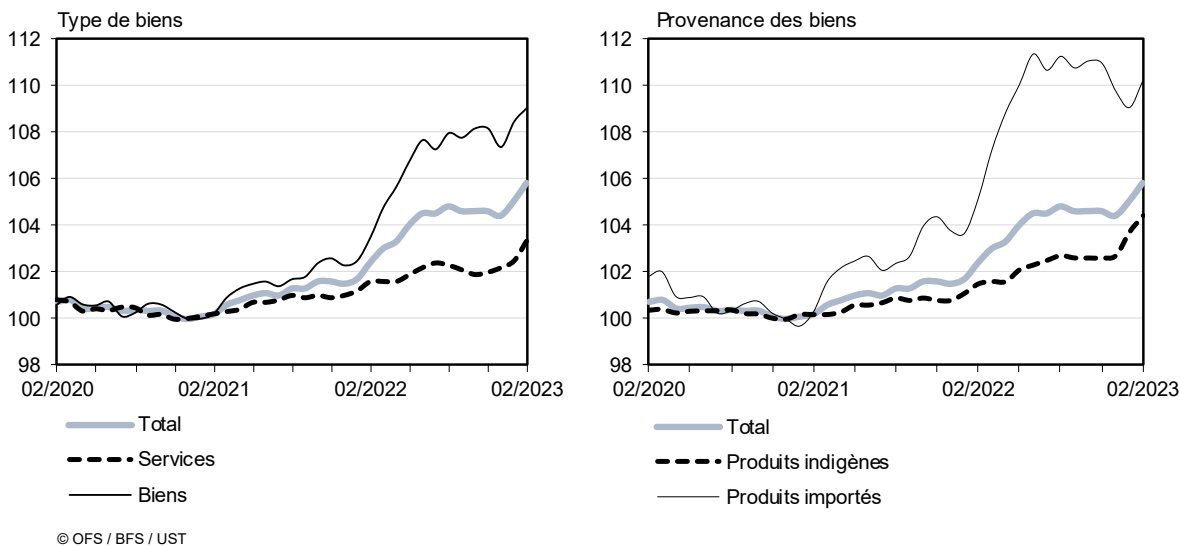 Type de biens
112
110
108
106
104
102
100
98
02/2020 02/2021 02/2022 02/2023
Total
Services
Biens
Provenance des biens
112
110
108
106
104
102
100
98
02/2020 02/2021 02/2022 02/2023
Total
Produits indigènes
Produits importés
© OFS / BFS / UST